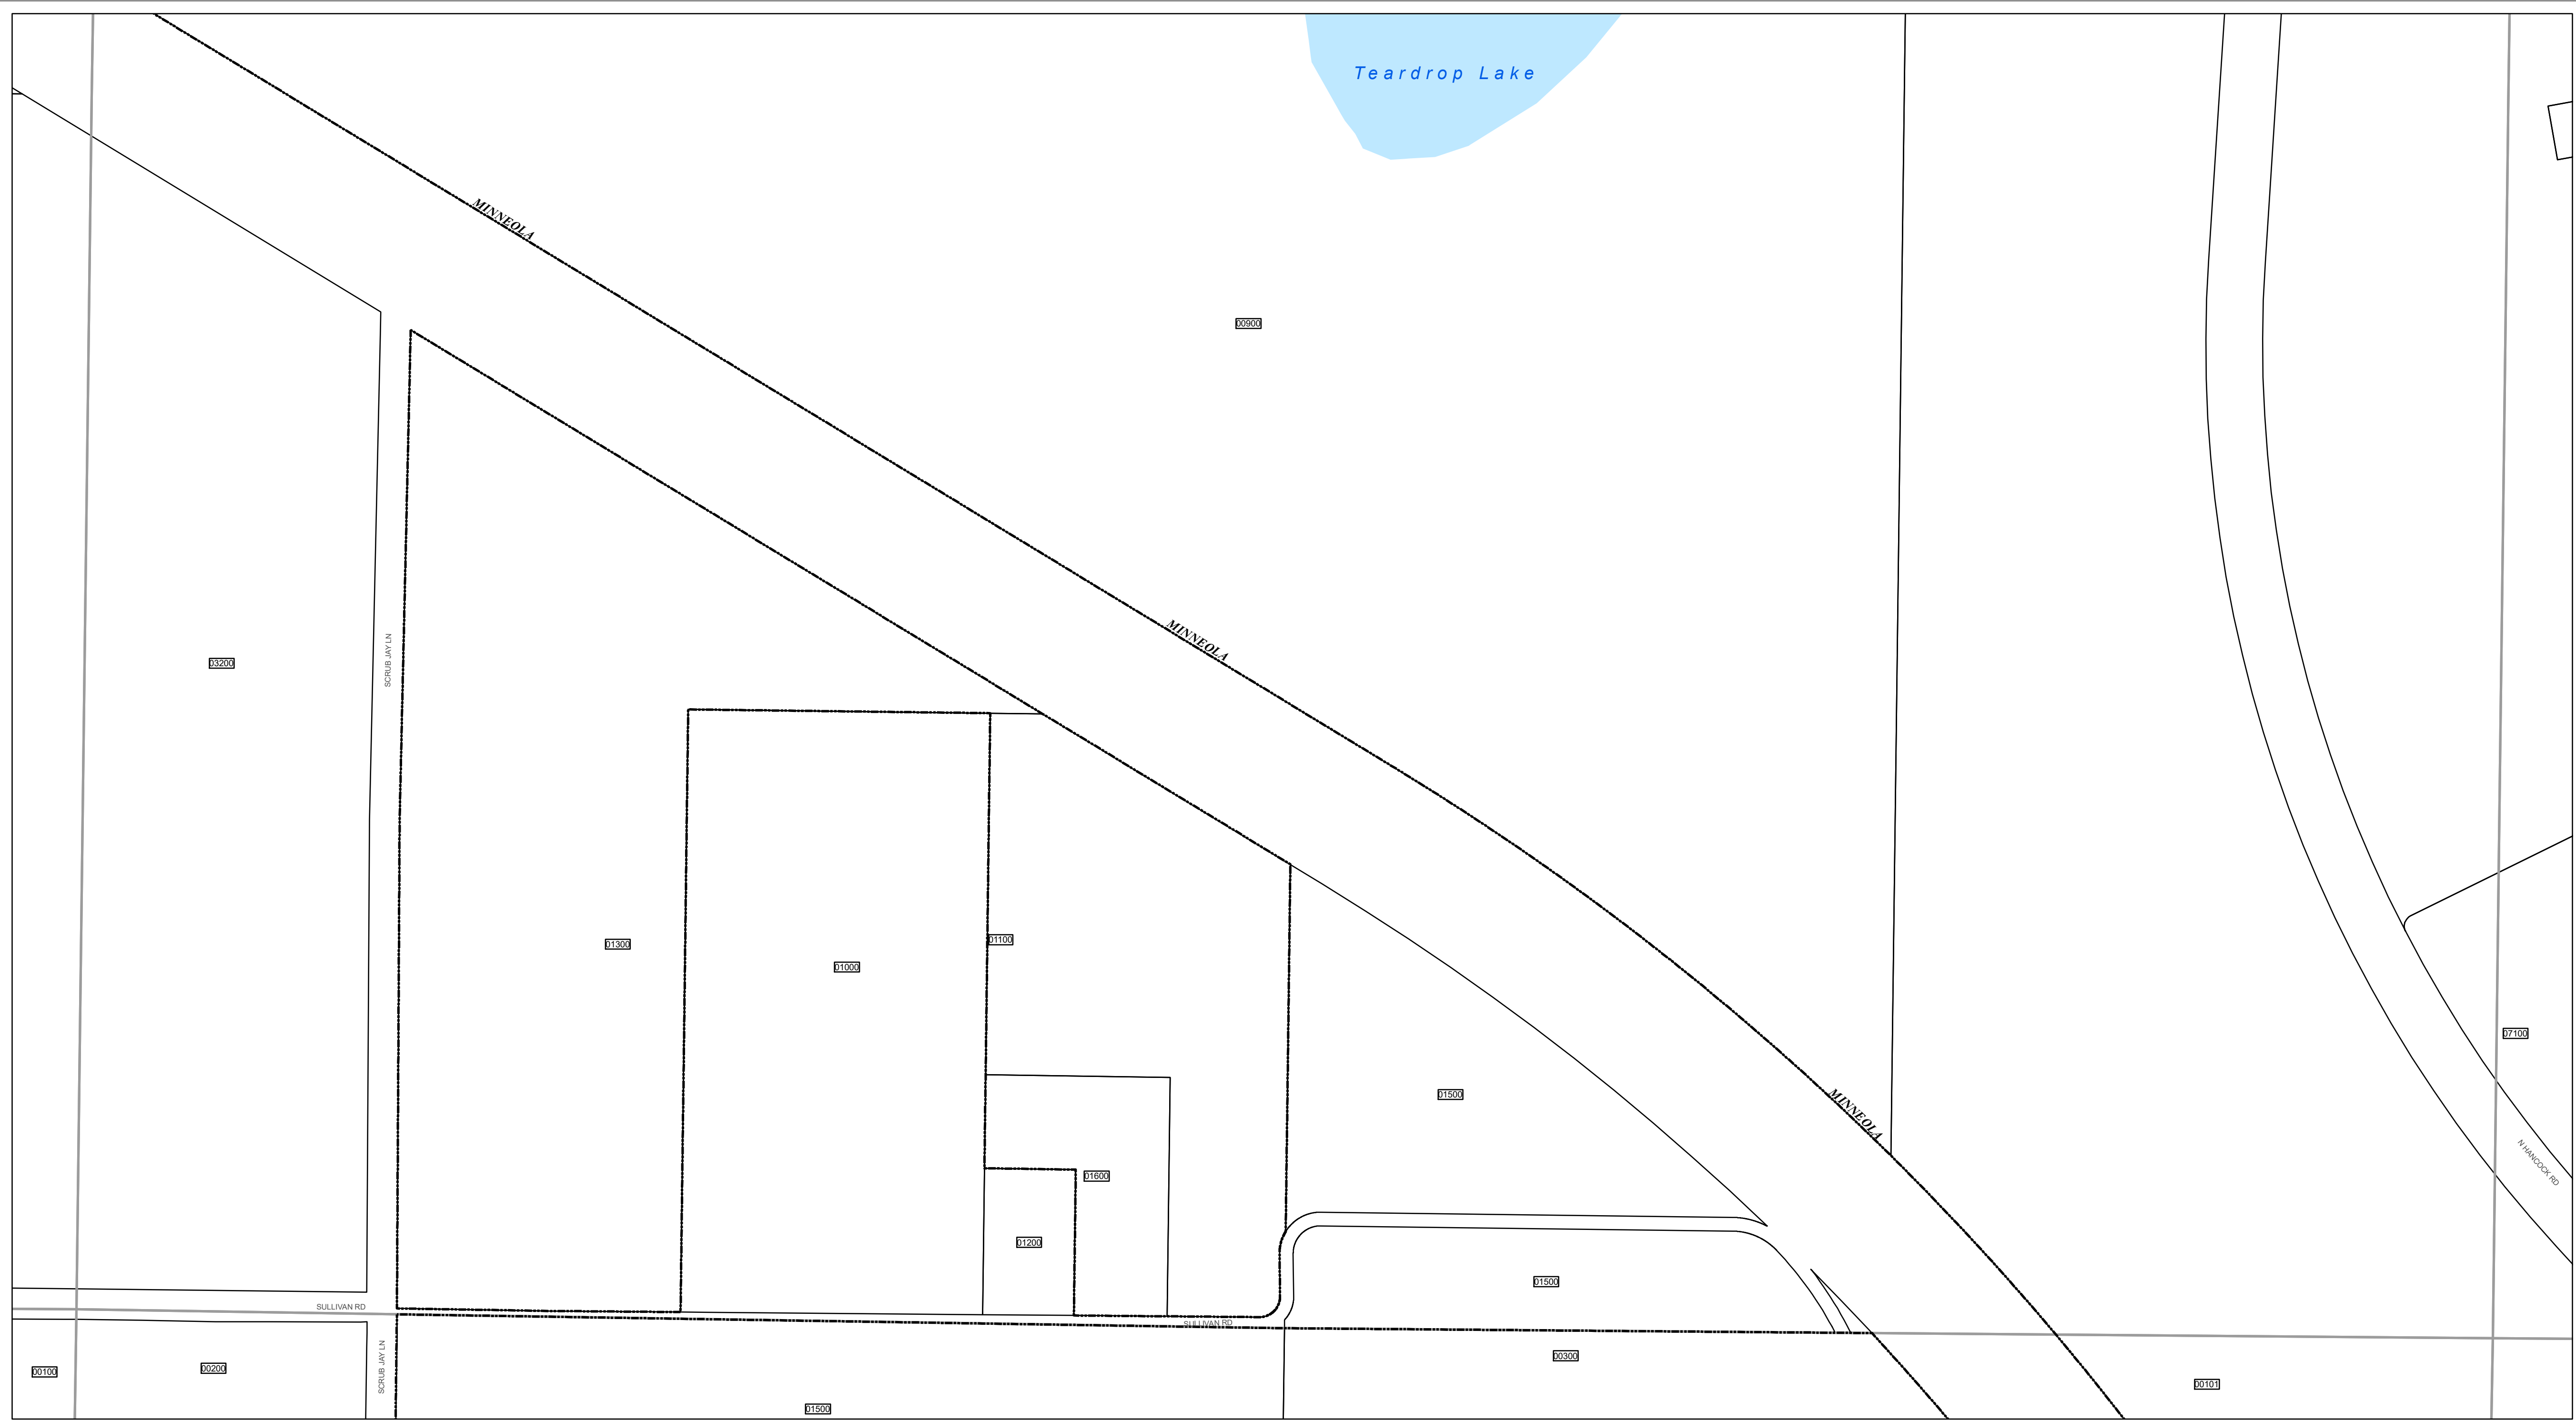 Teardrop Lake
MINNEOLA
00900
MINNEOLA
SCRUB JAY LN
03200
01300
01100
01000
07100
01500
MINNEOLA
N HANCOCK RD
01600
01200
01500
SULLIVAN RD
SULLIVAN RD
00100
00200
SCRUB JAY LN
00300
00101
01500